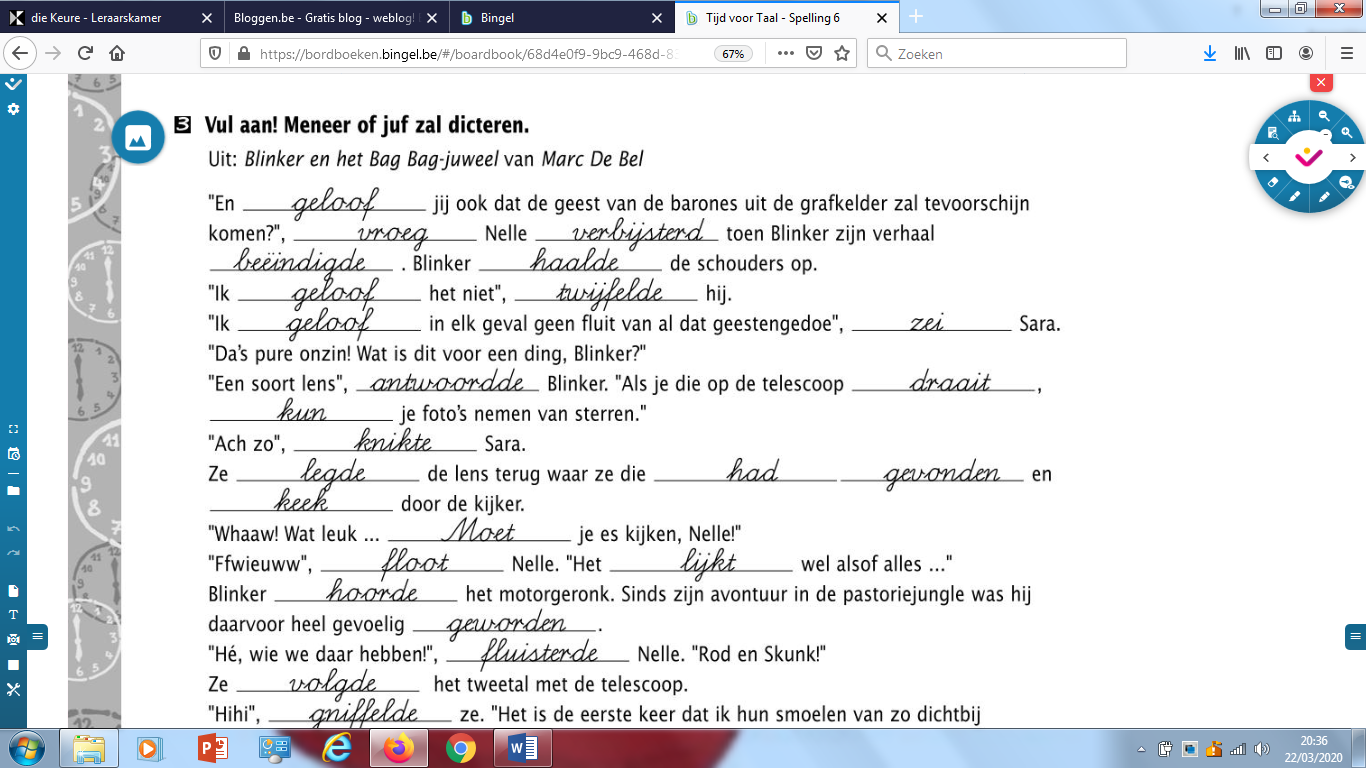 die Keure - Leraarskamer
Bloggen.be - Gratis blog - weblog!
Bingel
Tijd voor Taal - Spelling 6
https://bordboeken.bingel.be/#/boardbook/68d4e0f9-9bc9-468d-8
67%
Zoeken
3 Vul aan! Meneer of juf zal dicteren.
Uit: Blinker en het Bag Bag-juweel van Marc De Bel
"En geloof jij ook dat de geest van de barones uit de grafkelder zal tevoorschijn
komen?", vroeg Nelle verbijsterd toen Blinker zijn verhaal
beëindigde . Blinker haalde de schouders op.
"Ik geloof het niet", twijfelde hij.
"Ik geloof in elk geval geen fluit van al dat geestengedoe", zei Sara.
"Da's pure onzin! Wat is dit voor een ding, Blinker?"
"Een soort lens", antwoordde Blinker. "Als je die op de telescoop draait ,
kun je foto's nemen van sterren."
"Ach zo", knikte Sara.
Ze legde de lens terug waar ze die had gevonden en
keek door de kijker.
"Whaaw! Wat leuk ... Moet je es kijken, Nelle!"
"Ffwieuww", floot Nelle. "Het lijkt wel alsof alles ..."
Blinker hoorde het motorgeronk. Sinds zijn avontuur in de pastoriejungle was hij
daarvoor heel gevoelig geworden.
"Hé, wie we daar hebben!", fluisterde Nelle. "Rod en Skunk!"
Ze volgde het tweetal met de telescoop.
"Hihi", gniffelde ze. "Het is de eerste keer dat ik hun smoelen van zo dichtbij
20:36
22/03/2020